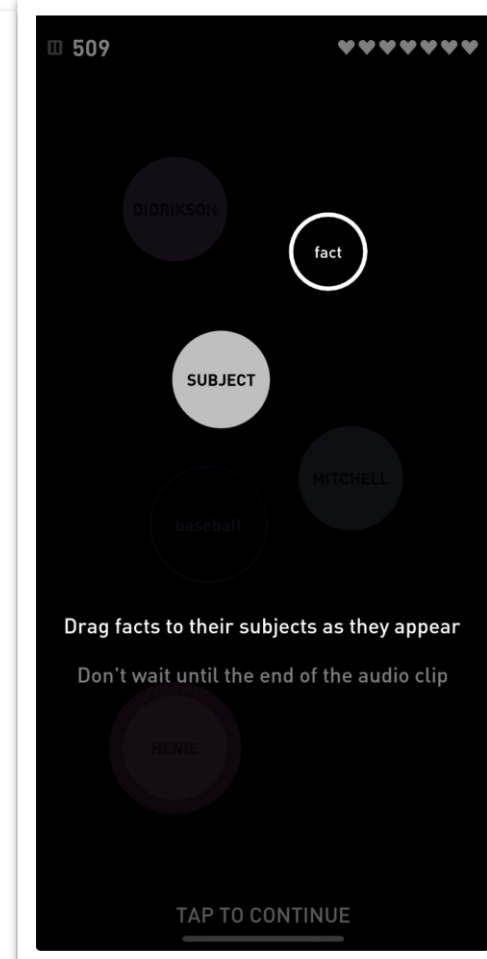 509
DIDRIKSON
fact
SUBJECT
MITCHELL
baseball
Drag facts to their subjects as they appear
Don't wait until the end of the audio clip
HENIE
TAP TO CONTINUE